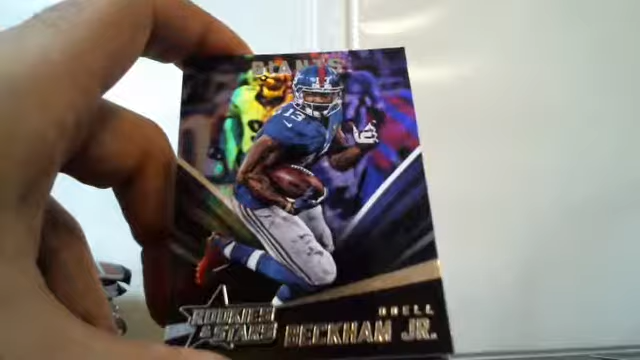 GIANTS
13
ODELL
ROOKIES
& STARS
BECKHAM JR.